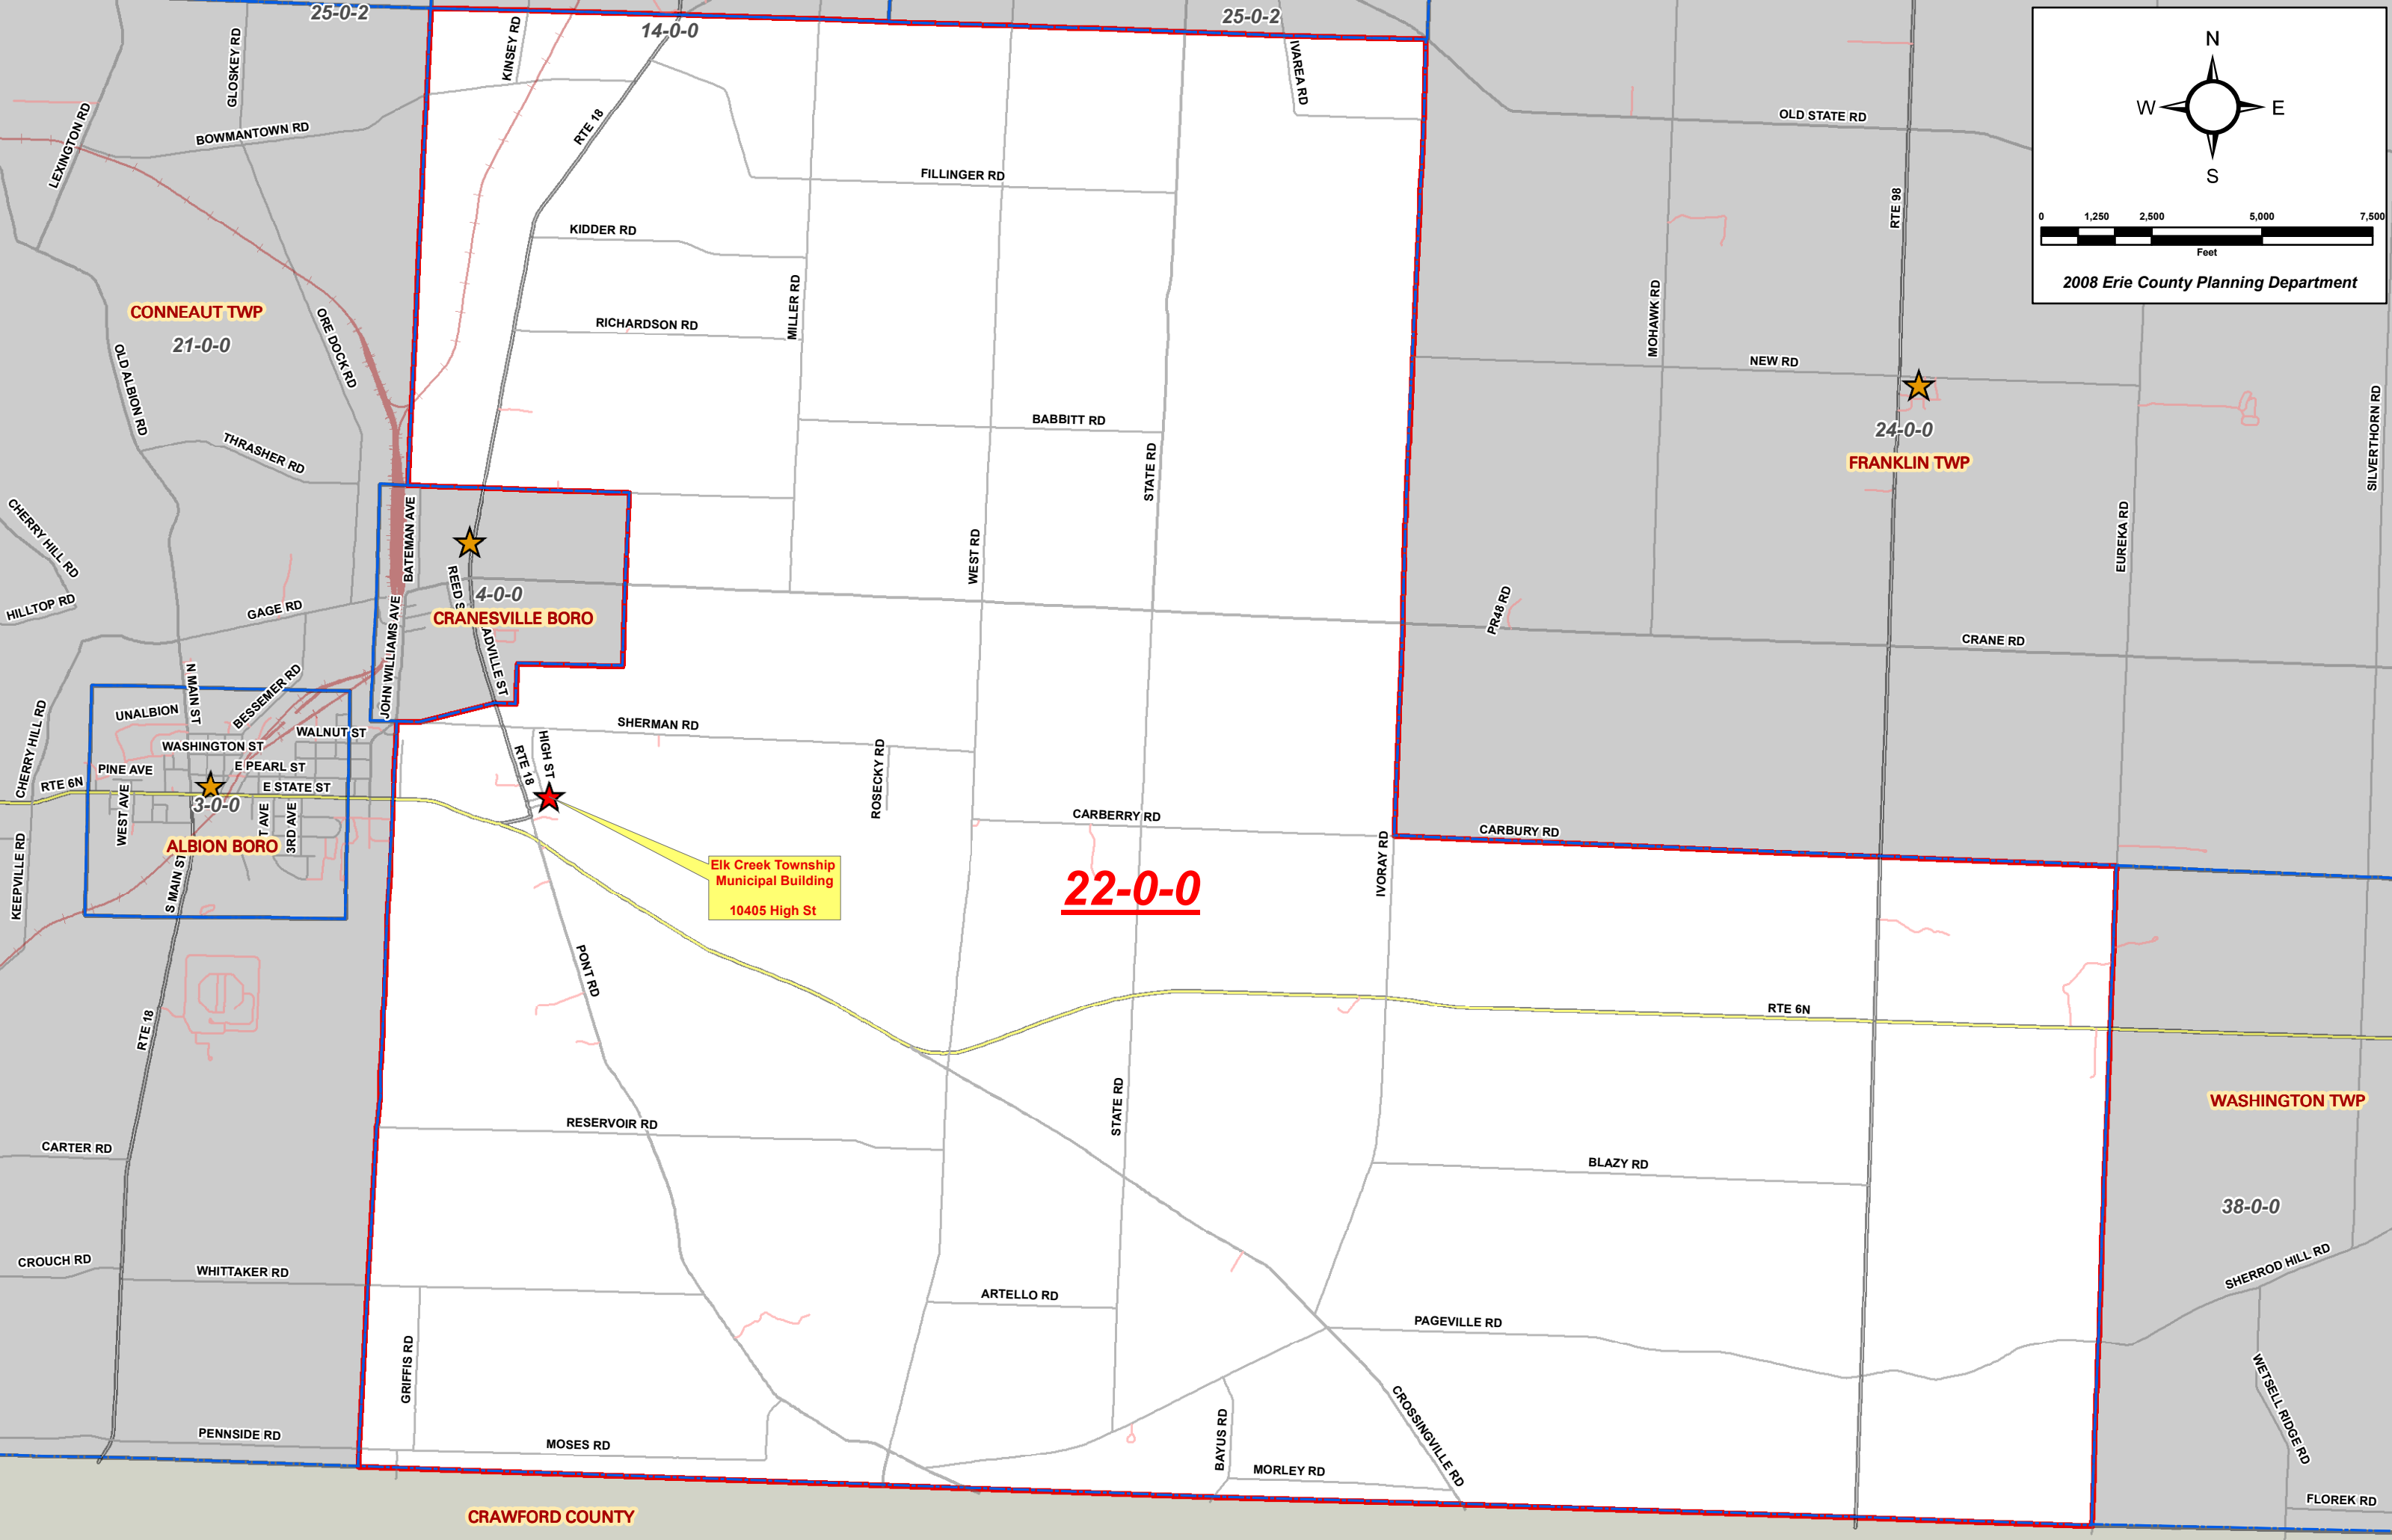 25-0-2
14-0-0
25-0-2
KINSEY RD
GLOSKEY RD
IVAREA RD
LEXINGTON RD
BOWMANTOWN RD
RTE 18
OLD STATE RD
FILLINGER RD
KIDDER RD
RTE 98
N
W
E
S
0 1,250 2,500 5,000 7,500
Feet
2008 Erie County Planning Department
CONNEAUT TWP
21-0-0
ORE DOCK RD
OLD ALBION RD
RICHARDSON RD
MILLER RD
MOHAWK RD
NEW RD
BABBITT RD
24-0-0
FRANKLIN TWP
SILVERTHORN RD
THRASHER RD
STATE RD
CHERRY HILL RD
BATEMAN AVE
WEST RD
EUREKA RD
REED S
4-0-0
CRANESVILLE BORO
HILLTOP RD
GAGE RD
PR48 RD
CRANE RD
JOHN WILLIAMS AVE
ADVILLE ST
N MAIN ST
BESSEMER RD
UNALBION
WALNUT ST
WASHINGTON ST
CHERRY HILL RD
SHERMAN RD
HIGH ST
RTE 18
ROSECKY RD
PINE AVE
E PEARL ST
RTE 6N
E STATE ST
3-0-0
WEST AVE
T AVE
3RD AVE
ALBION BORO
KEEPVILLE RD
S MAIN ST
CARBERRY RD
CARBURY RD
IVORAY RD
Elk Creek Township
Municipal Building
10405 High St
22-0-0
PONT RD
RTE 6N
RTE 18
STATE RD
WASHINGTON TWP
RESERVOIR RD
CARTER RD
BLAZY RD
38-0-0
CROUCH RD
WHITTAKER RD
SHERROD HILL RD
ARTELLO RD
PAGEVILLE RD
GRIFFIS RD
WETSELL RIDGE RD
CROSSINGVILLE RD
BAYUS RD
PENNSIDE RD
MOSES RD
MORLEY RD
FLOREK RD
CRAWFORD COUNTY